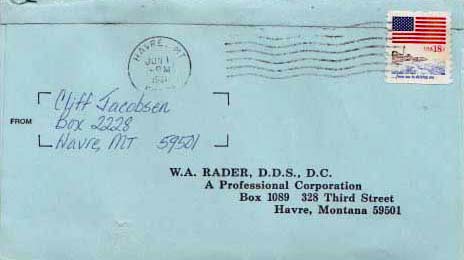 HAVRE, MT
JUN 1
PM
USA 18c
FROM
Cliff Jacobsen
Box 2228
Havre, MT 59501
W.A. RADER, D.D.S., D.C.
A Professional Corporation
Box 1089 328 Third Street
Havre, Montana 59501